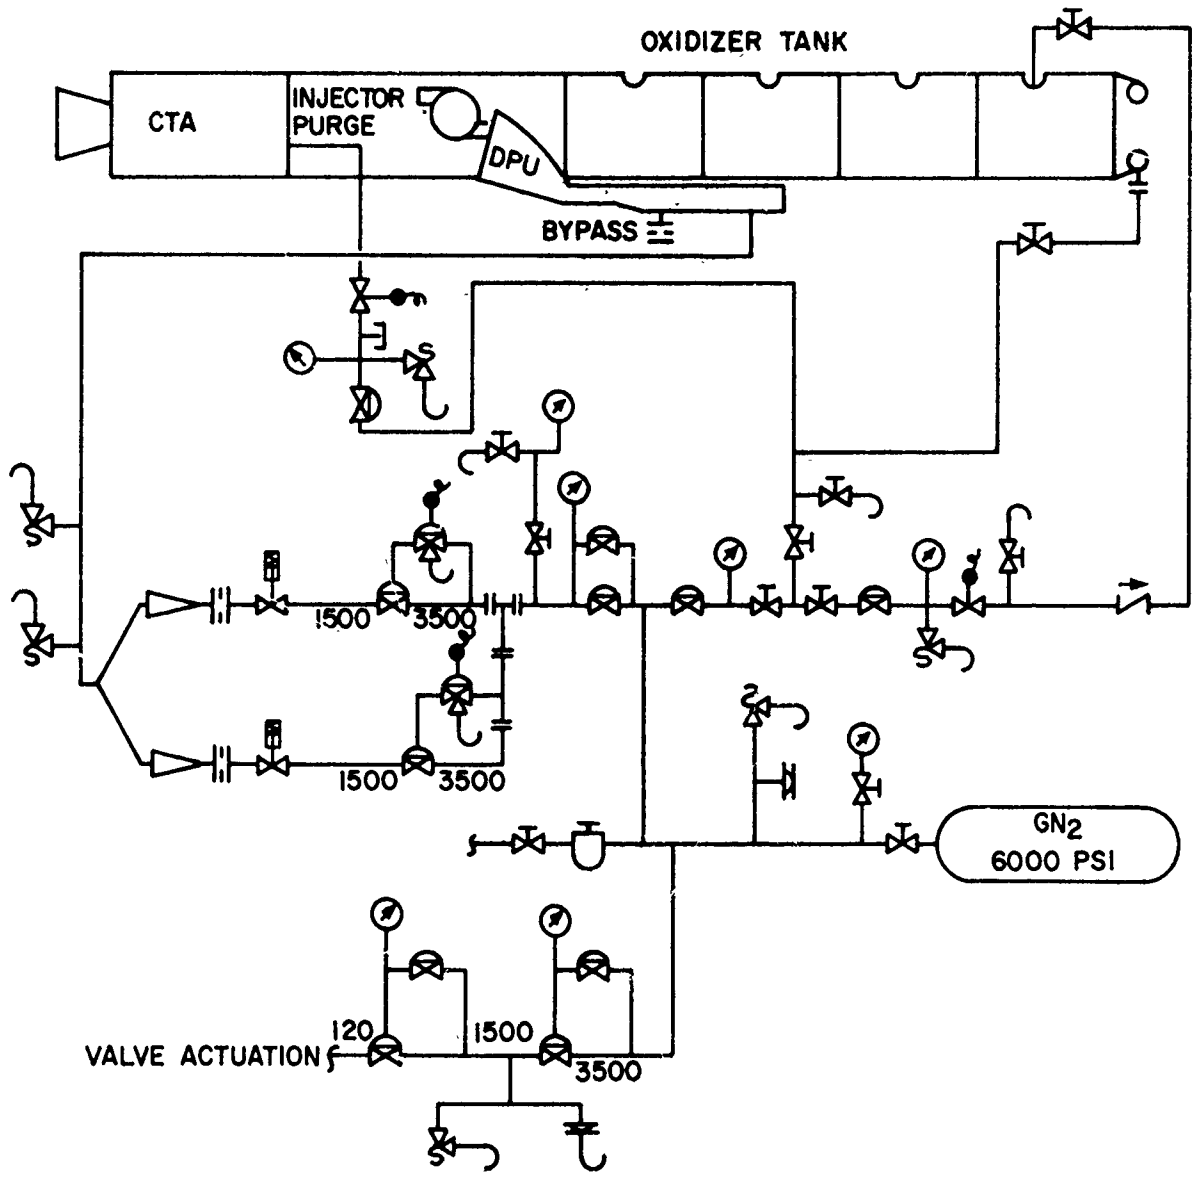 OXIDIZER TANK
CTA
INJECTOR
PURGE
DPU
BYPASS
S
S
S
1500
3500
S
S
1500
3500
S
GN2
6000 PSI
120
1500
VALVE ACTUATION
3500
S